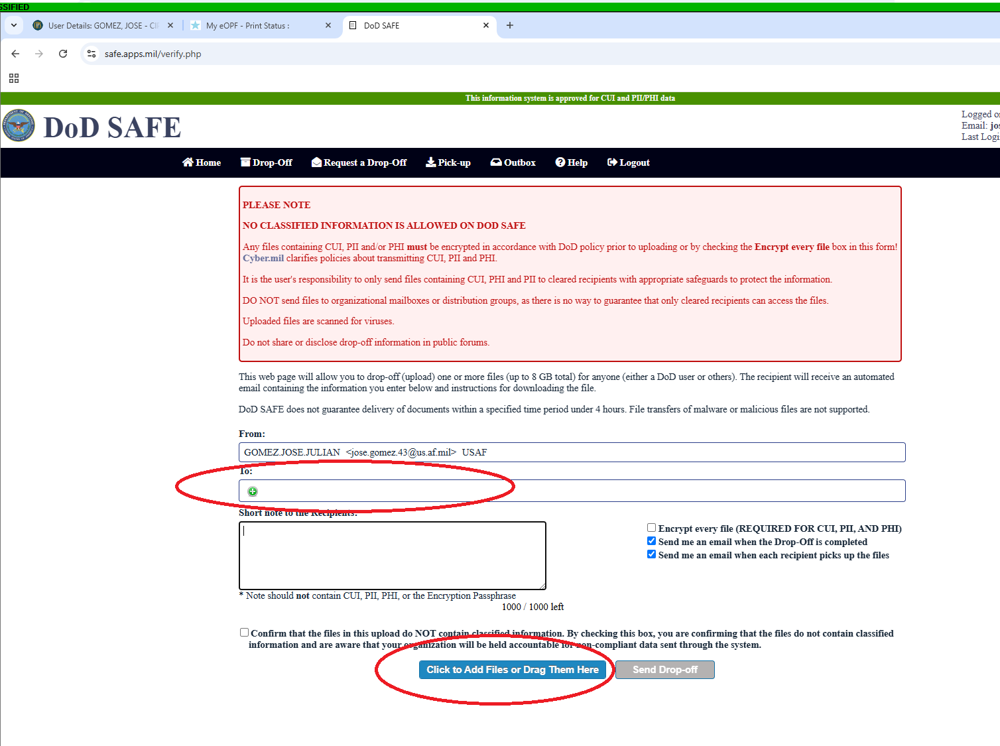 SSIFIED
User Details: GOMEZ, JOSE - CI
My eOPF - Print Status :
DoD SAFE
safe.apps.mil/verify.php
This information system is approved for CUI and PII/PHI data
DoD SAFE
Logged o
Email: jos
Last Logi
Home Drop-Off Request a Drop-Off Pick-up Outbox Help Logout
PLEASE NOTE
NO CLASSIFIED INFORMATION IS ALLOWED ON DOD SAFE
Any files containing CUI, PII and/or PHI must be encrypted in accordance with DoD policy prior to uploading or by checking the Encrypt every file box in this form!
Cyber.mil clarifies policies about transmitting CUI, PII and PHI.
It is the user's responsibility to only send files containing CUI, PHI and PII to cleared recipients with appropriate safeguards to protect the information.
DO NOT send files to organizational mailboxes or distribution groups, as there is no way to guarantee that only cleared recipients can access the files.
Uploaded files are scanned for viruses.
Do not share or disclose drop-off information in public forums.
This web page will allow you to drop-off (upload) one or more files (up to 8 GB total) for anyone (either a DoD user or others). The recipient will receive an automated
email containing the information you enter below and instructions for downloading the file.
DoD SAFE does not guarantee delivery of documents within a specified time period under 4 hours. File transfers of malware or malicious files are not supported.
From:
GOMEZ.JOSE.JULIAN <jose.gomez.43@us.af.mil> USAF
To:
Short note to the Recipients:
Encrypt every file (REQUIRED FOR CUI, PII, AND PHI)
Send me an email when the Drop-Off is completed
Send me an email when each recipient picks up the files
* Note should not contain CUI, PII, PHI, or the Encryption Passphrase
1000 / 1000 left
Confirm that the files in this upload do NOT contain classified information. By checking this box, you are confirming that the files do not contain classified
information and are aware that your organization will be held accountable for non-compliant data sent through the system.
Click to Add Files or Drag Them Here
Send Drop-off